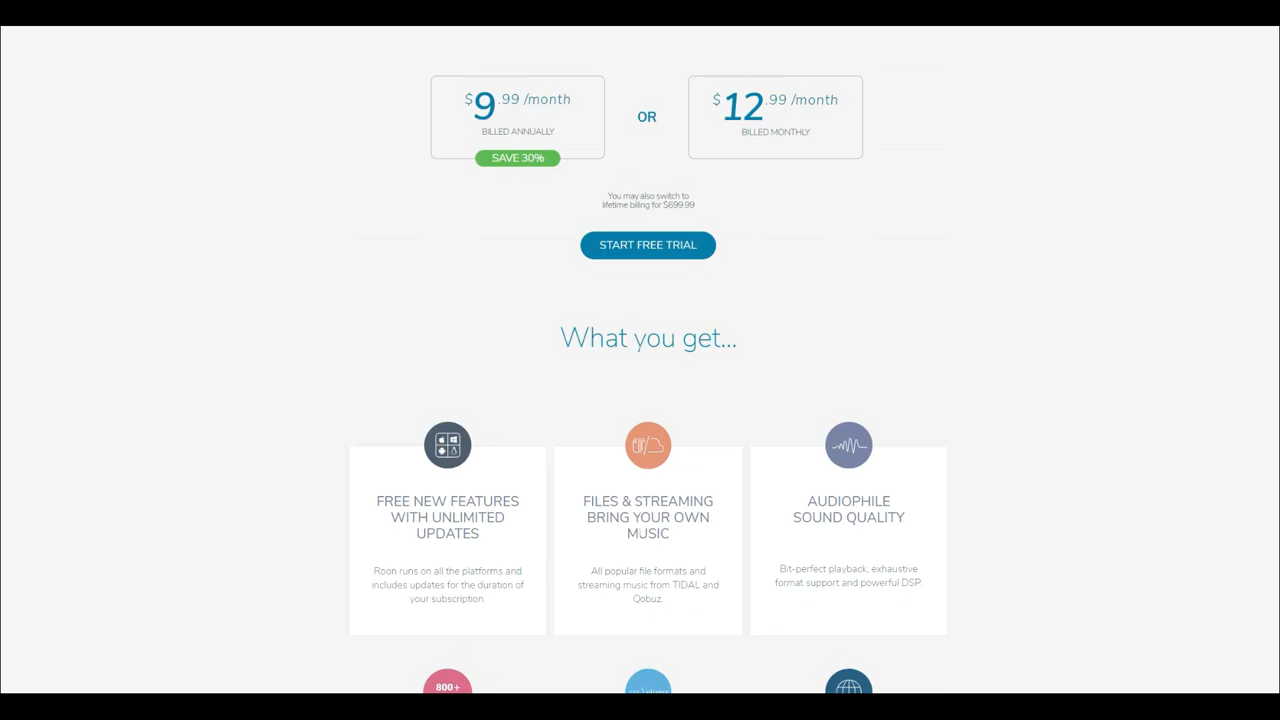 $9.99 /month
BILLED ANNUALLY
SAVE 30%
OR
$12.99 /month
BILLED MONTHLY
You may also switch to
lifetime billing for $699.99
START FREE TRIAL
What you get...
FREE NEW FEATURES
WITH UNLIMITED
UPDATES
Roon runs on all the platforms and
includes updates for the duration of
your subscription.
FILES & STREAMING
BRING YOUR OWN
MUSIC
All popular file formats and
streaming music from TIDAL and
Qobuz.
AUDIOPHILE
SOUND QUALITY
Bit-perfect playback, exhaustive
format support and powerful DSP.
800+